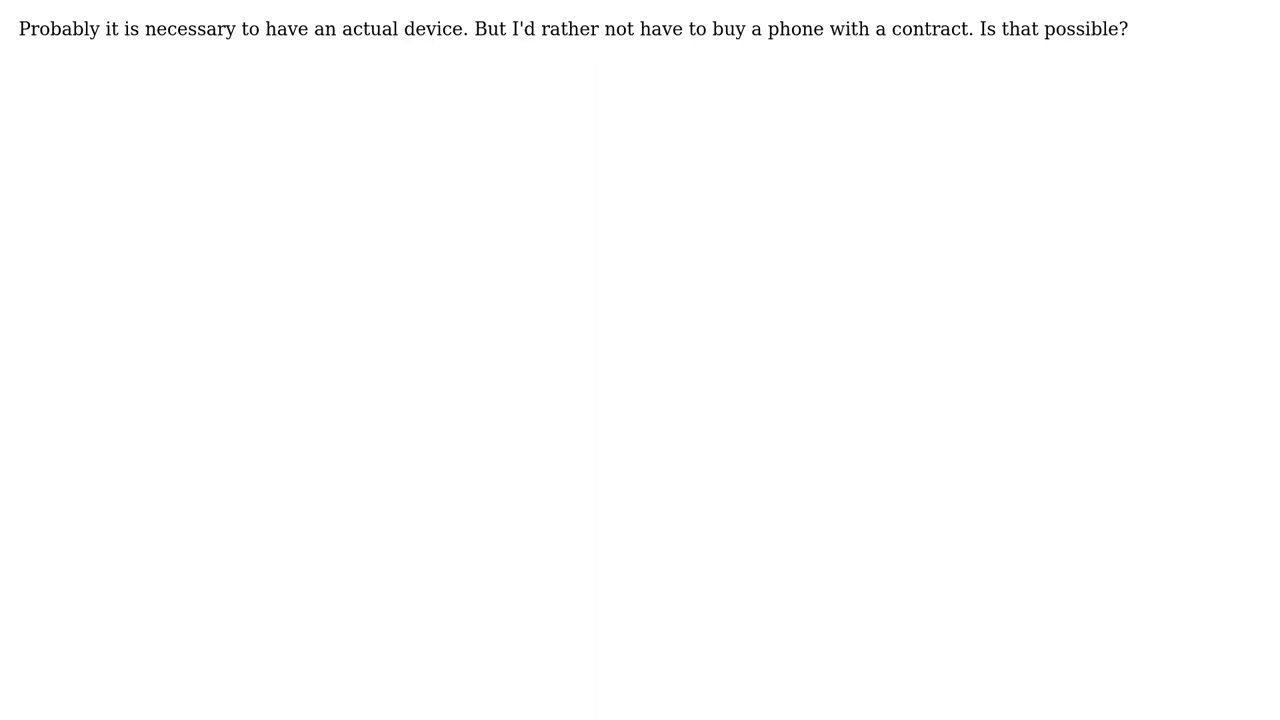 Probably it is necessary to have an actual device. But I'd rather not have to buy a phone with a contract. Is that possible?